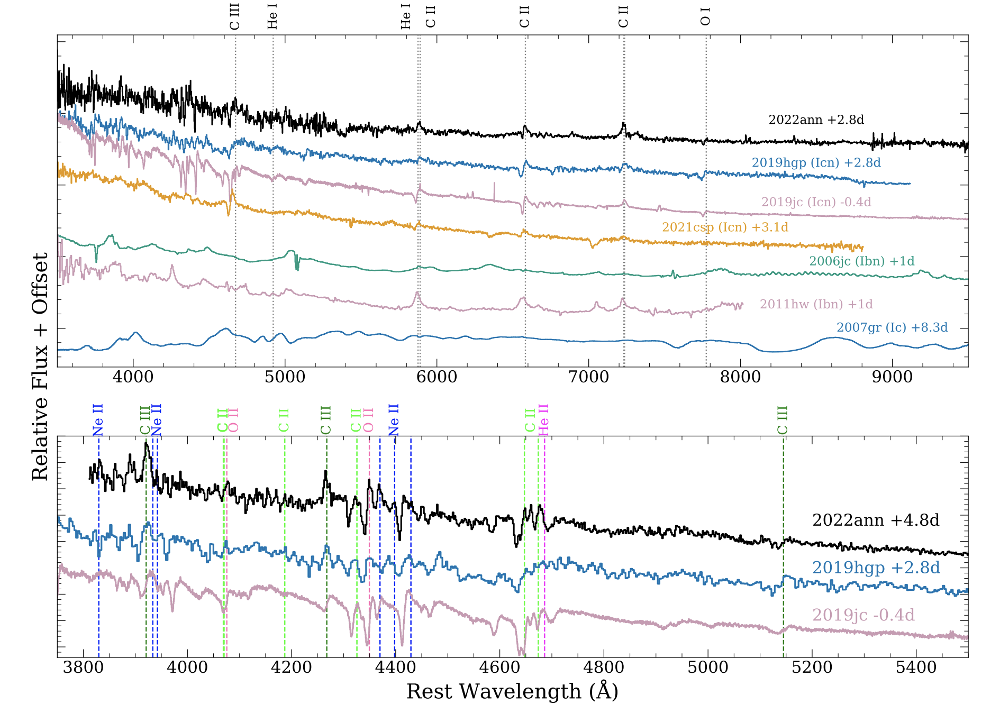 C III
He I
He I
C II
C II
C II
O I
2022ann +2.8d
2019hgp (Icn) +2.8d
2019jc (Icn) -0.4d
2021csp (Icn) +3.1d
2006jc (Ibn) +1d
2011hw (Ibn) +1d
2007gr (Ic) +8.3d
4000 5000 6000 7000 8000 9000
Relative Flux + Offset
Ne II
C III
Ne II
C II
O II
C II
C III
C II
O II
Ne II
C II
He II
C III
2022ann +4.8d
2019hgp +2.8d
2019jc -0.4d
3800 4000 4200 4400 4600 4800 5000 5200 5400
Rest Wavelength (Å)